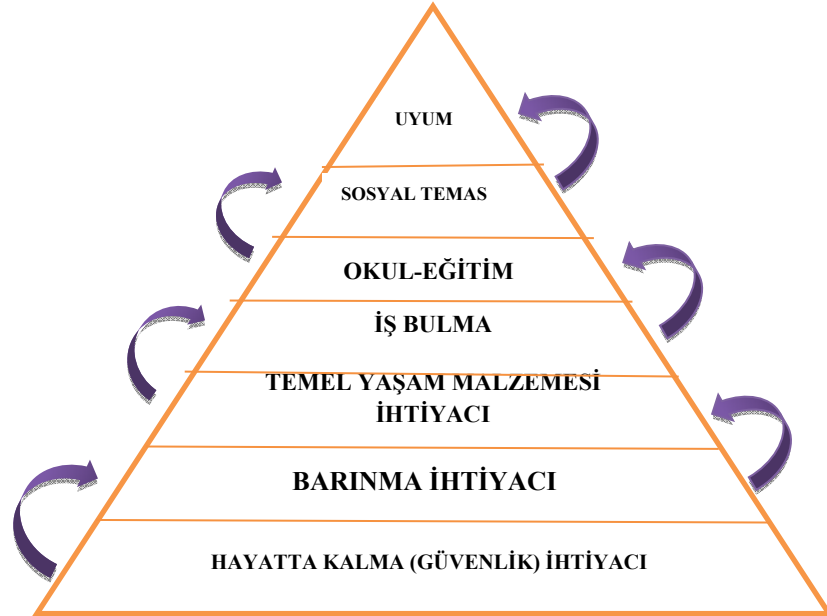 UYUM
SOSYAL TEMAS
OKUL-EĞİTİM
İŞ BULMA
TEMEL YAŞAM MALZEMESİ
İHTİYACI
BARINMA İHTİYACI
HAYATTA KALMA (GÜVENLİK) İHTİYACI